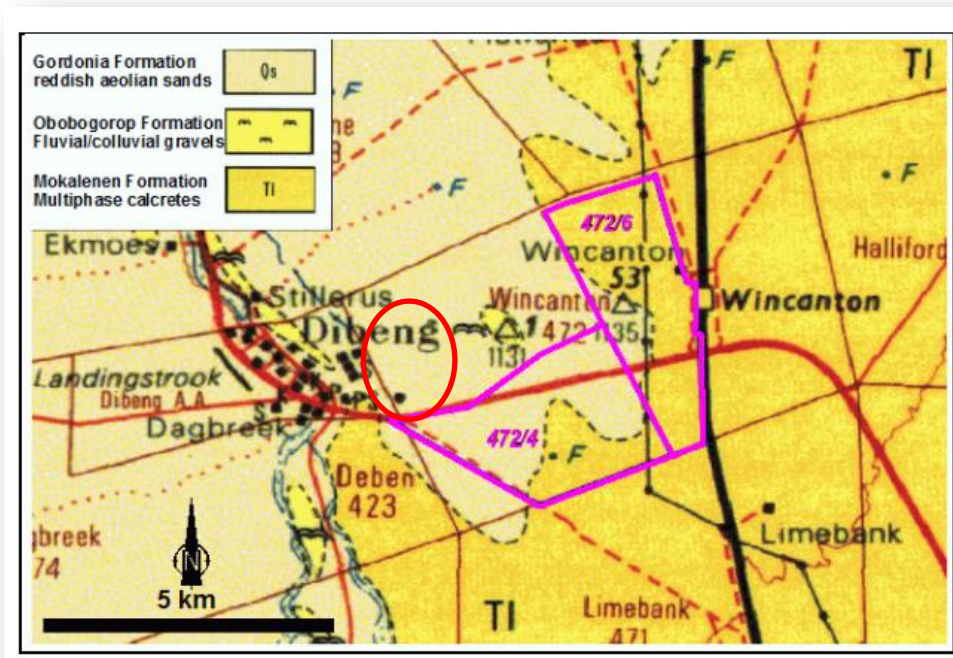 Gordonia Formation
reddish aeolian sands
Qs
Obobogorop Formation
Fluvial/colluvial gravels
Mokalenen Formation
Multiphase calcretes
Tl
F
Tl
F
F
F
Ekmoes
472/6
Wincanton
Halliford
Stillerus
53
Wincanton
Wincanton
Dibeng
1
472
1135
1131
Landingstrook
Dibeng A.A.
P
PS
S
Dagbreek
472/4
F
Deben
423
Limebank
N
5 km
Tl
Limebank
471